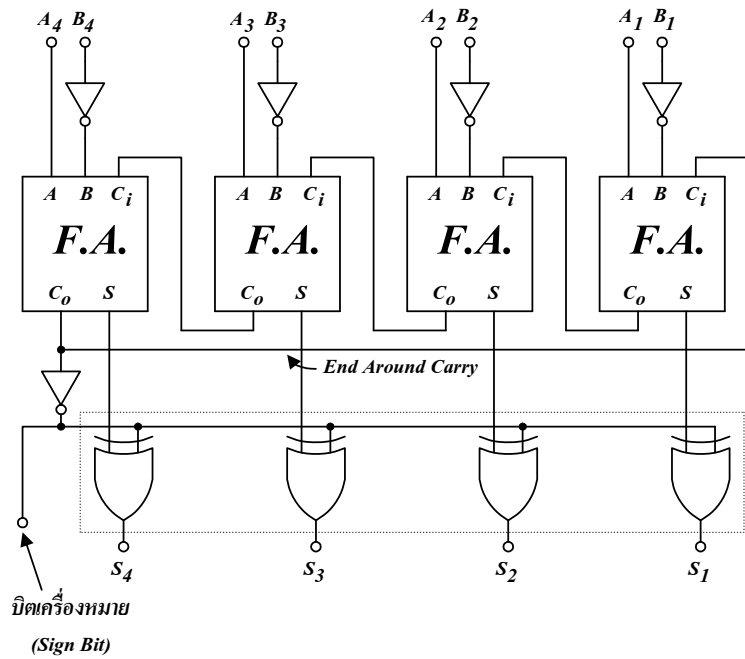 A4 B4 A3 B3 A2 B2 A1 B1
A B Ci A B Ci A B Ci A B Ci
F.A. F.A. F.A. F.A.
Co S Co S Co S Co S
End Around Carry
S4 S3 S2 S1
บิตเครื่องหมาย
(Sign Bit)